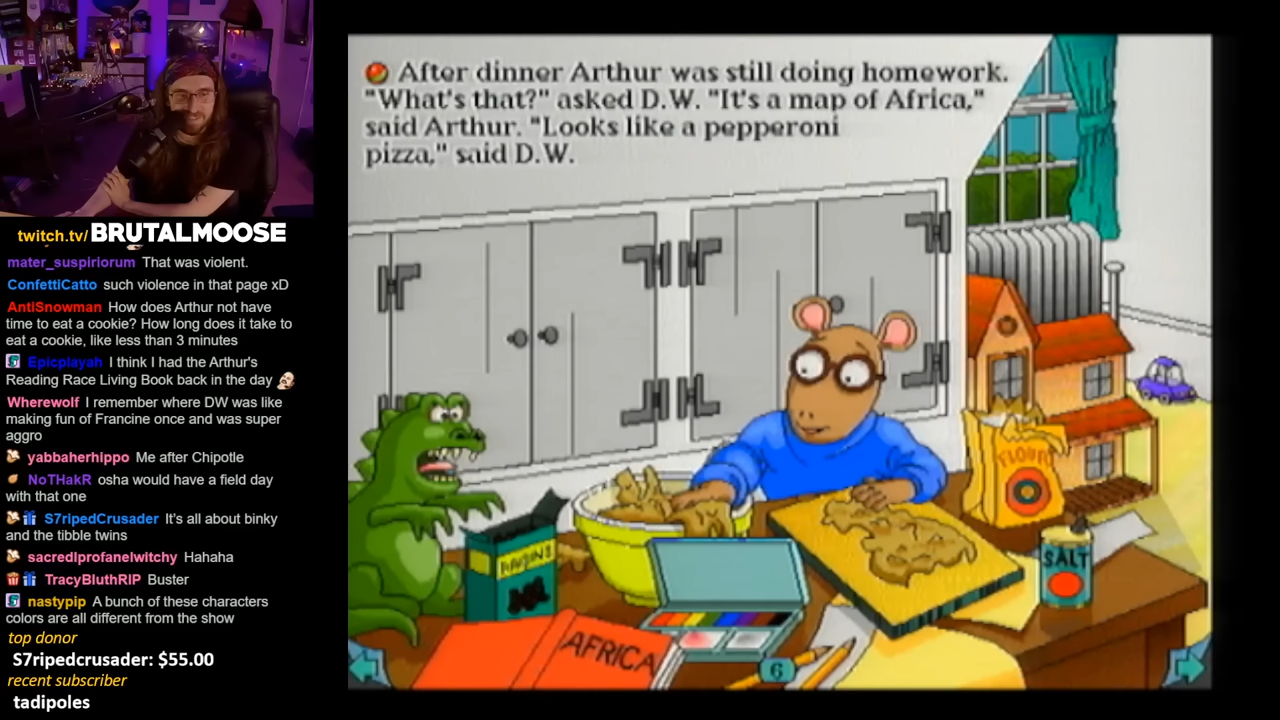 After dinner Arthur was still doing homework.
"What's that?" asked D.W. "It's a map of Africa,"
said Arthur. "Looks like a pepperoni
pizza," said D.W.
twitch.tv/BRUTALMOOSE
mater_suspiriorum That was violent.
ConfettiCatto such violence in that page xD
AntiSnowman How does Arthur not have
time to eat a cookie? How long does it take to
eat a cookie, like less than 3 minutes
Epicplayah I think I had the Arthur's
Reading Race Living Book back in the day
Wherewolf I remember where DW was like
making fun of Francine once and was super
aggro
yabbaherhippo Me after Chipotle
NoTHakR osha would have a field day
with that one
S7ripedCrusader It's all about binky
and the tibble twins
sacredlprofanelwitchy Hahaha
TracyBluthRIP Buster
nastypip A bunch of these characters
colors are all different from the show
top donor
S7ripedcrusader: $55.00
recent subscriber
tadipoles
RAISINS
FLOUR
SALT
AFRICA
6